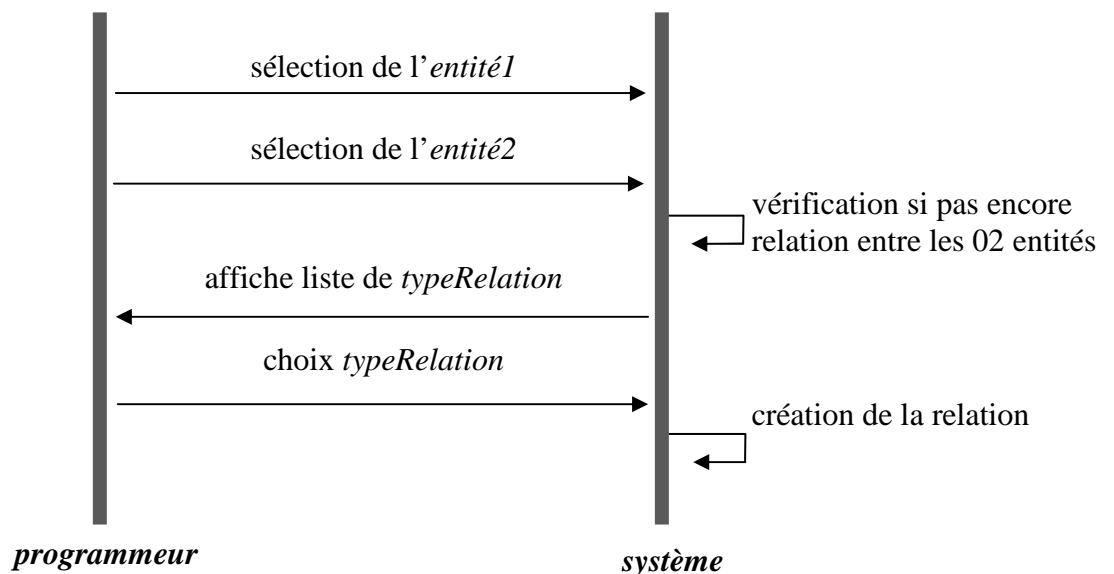 sélection de l'entité1
sélection de l'entité2
vérification si pas encore
relation entre les 02 entités
affiche liste de typeRelation
choix typeRelation
création de la relation
programmeur
système